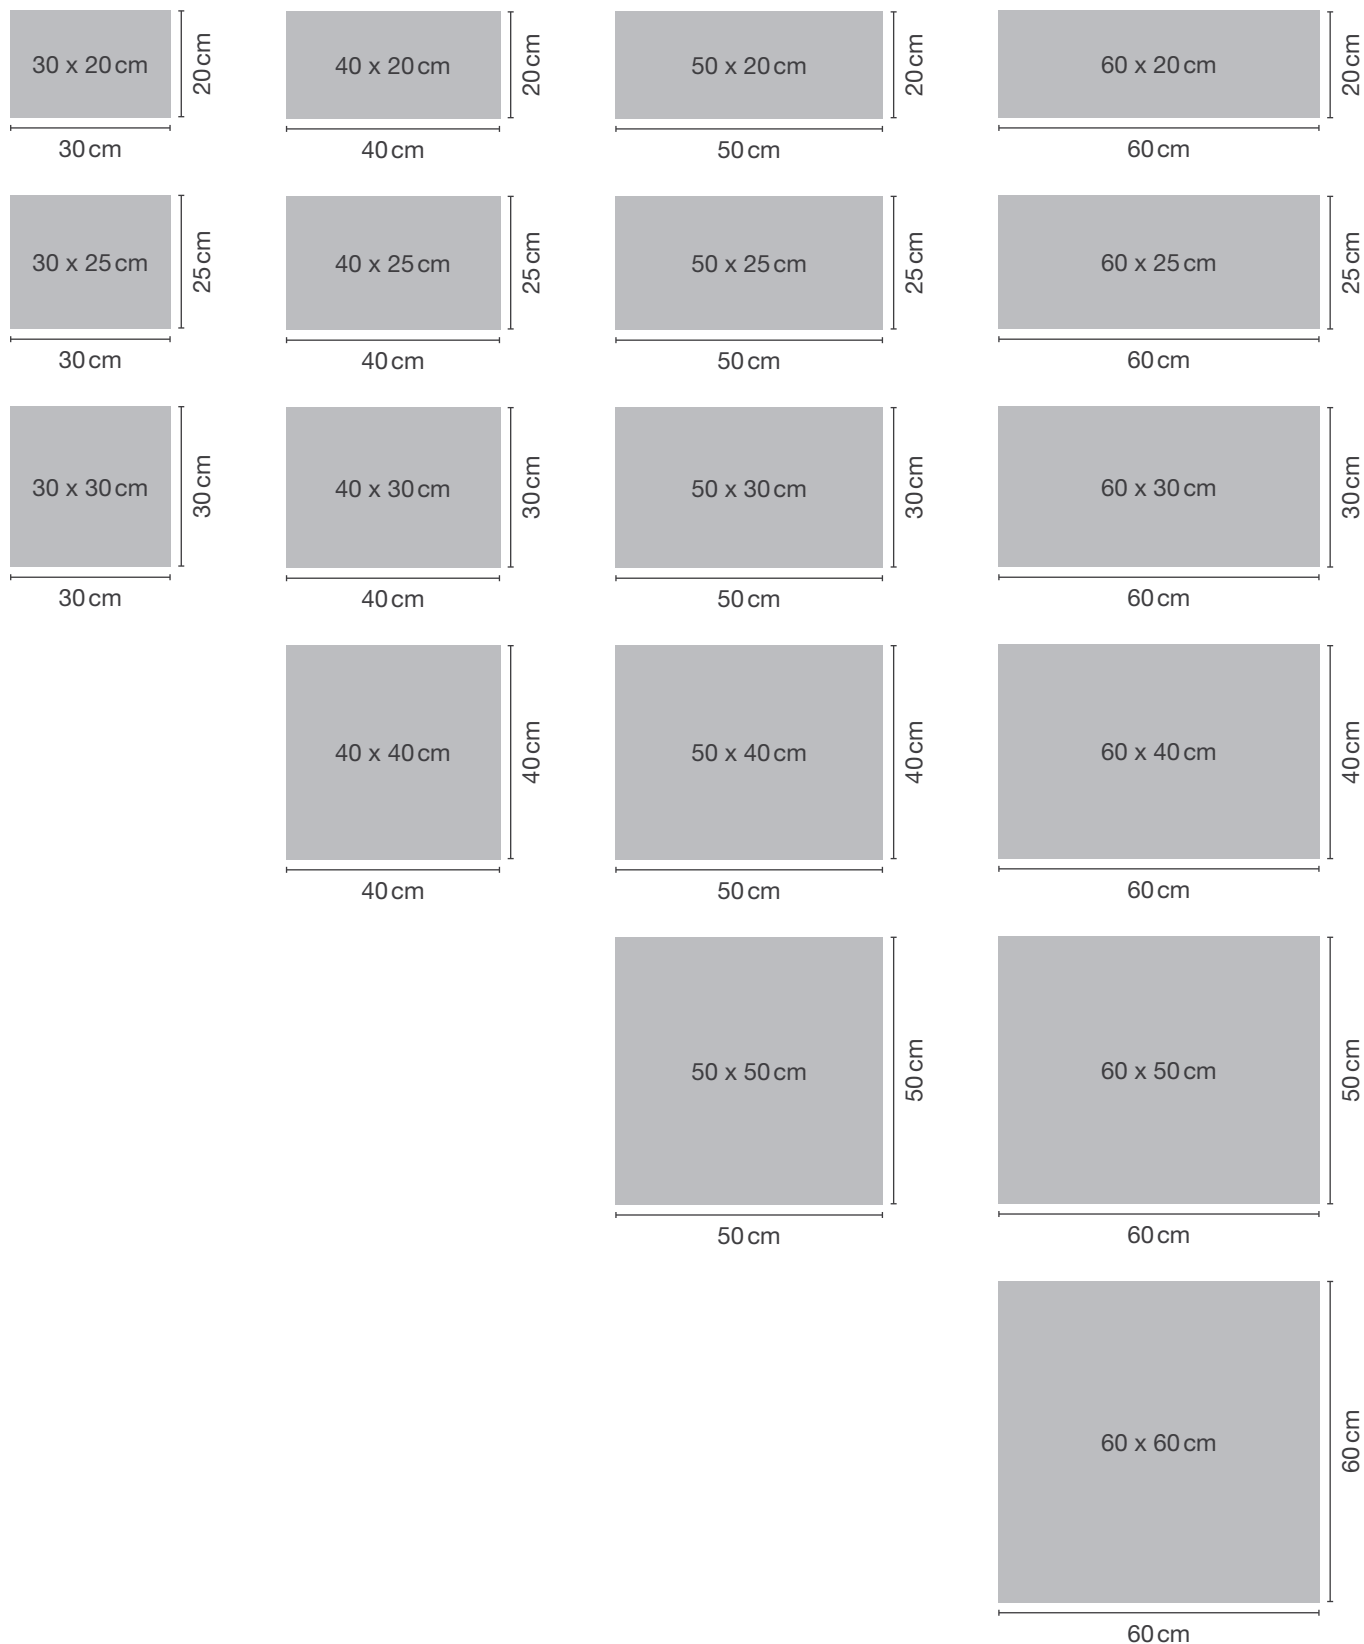 30 x 20 cm
20 cm
30 cm
40 x 20 cm
20 cm
40 cm
50 x 20 cm
20 cm
50 cm
60 x 20 cm
20 cm
60 cm
30 x 25 cm
25 cm
30 cm
40 x 25 cm
25 cm
40 cm
50 x 25 cm
25 cm
50 cm
60 x 25 cm
25 cm
60 cm
30 x 30 cm
30 cm
30 cm
40 x 30 cm
30 cm
40 cm
50 x 30 cm
30 cm
50 cm
60 x 30 cm
30 cm
60 cm
40 x 40 cm
40 cm
40 cm
50 x 40 cm
40 cm
50 cm
60 x 40 cm
40 cm
60 cm
50 x 50 cm
50 cm
50 cm
60 x 50 cm
50 cm
60 cm
60 x 60 cm
60 cm
60 cm